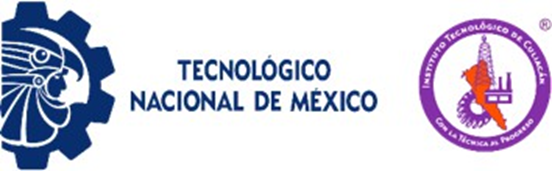 TECNOLÓGICO
NACIONAL DE MÉXICO
INSTITUTO TECNOLÓGICO DE CULIACÁN
CON LA TÉCNICA AL PROGRESO
®